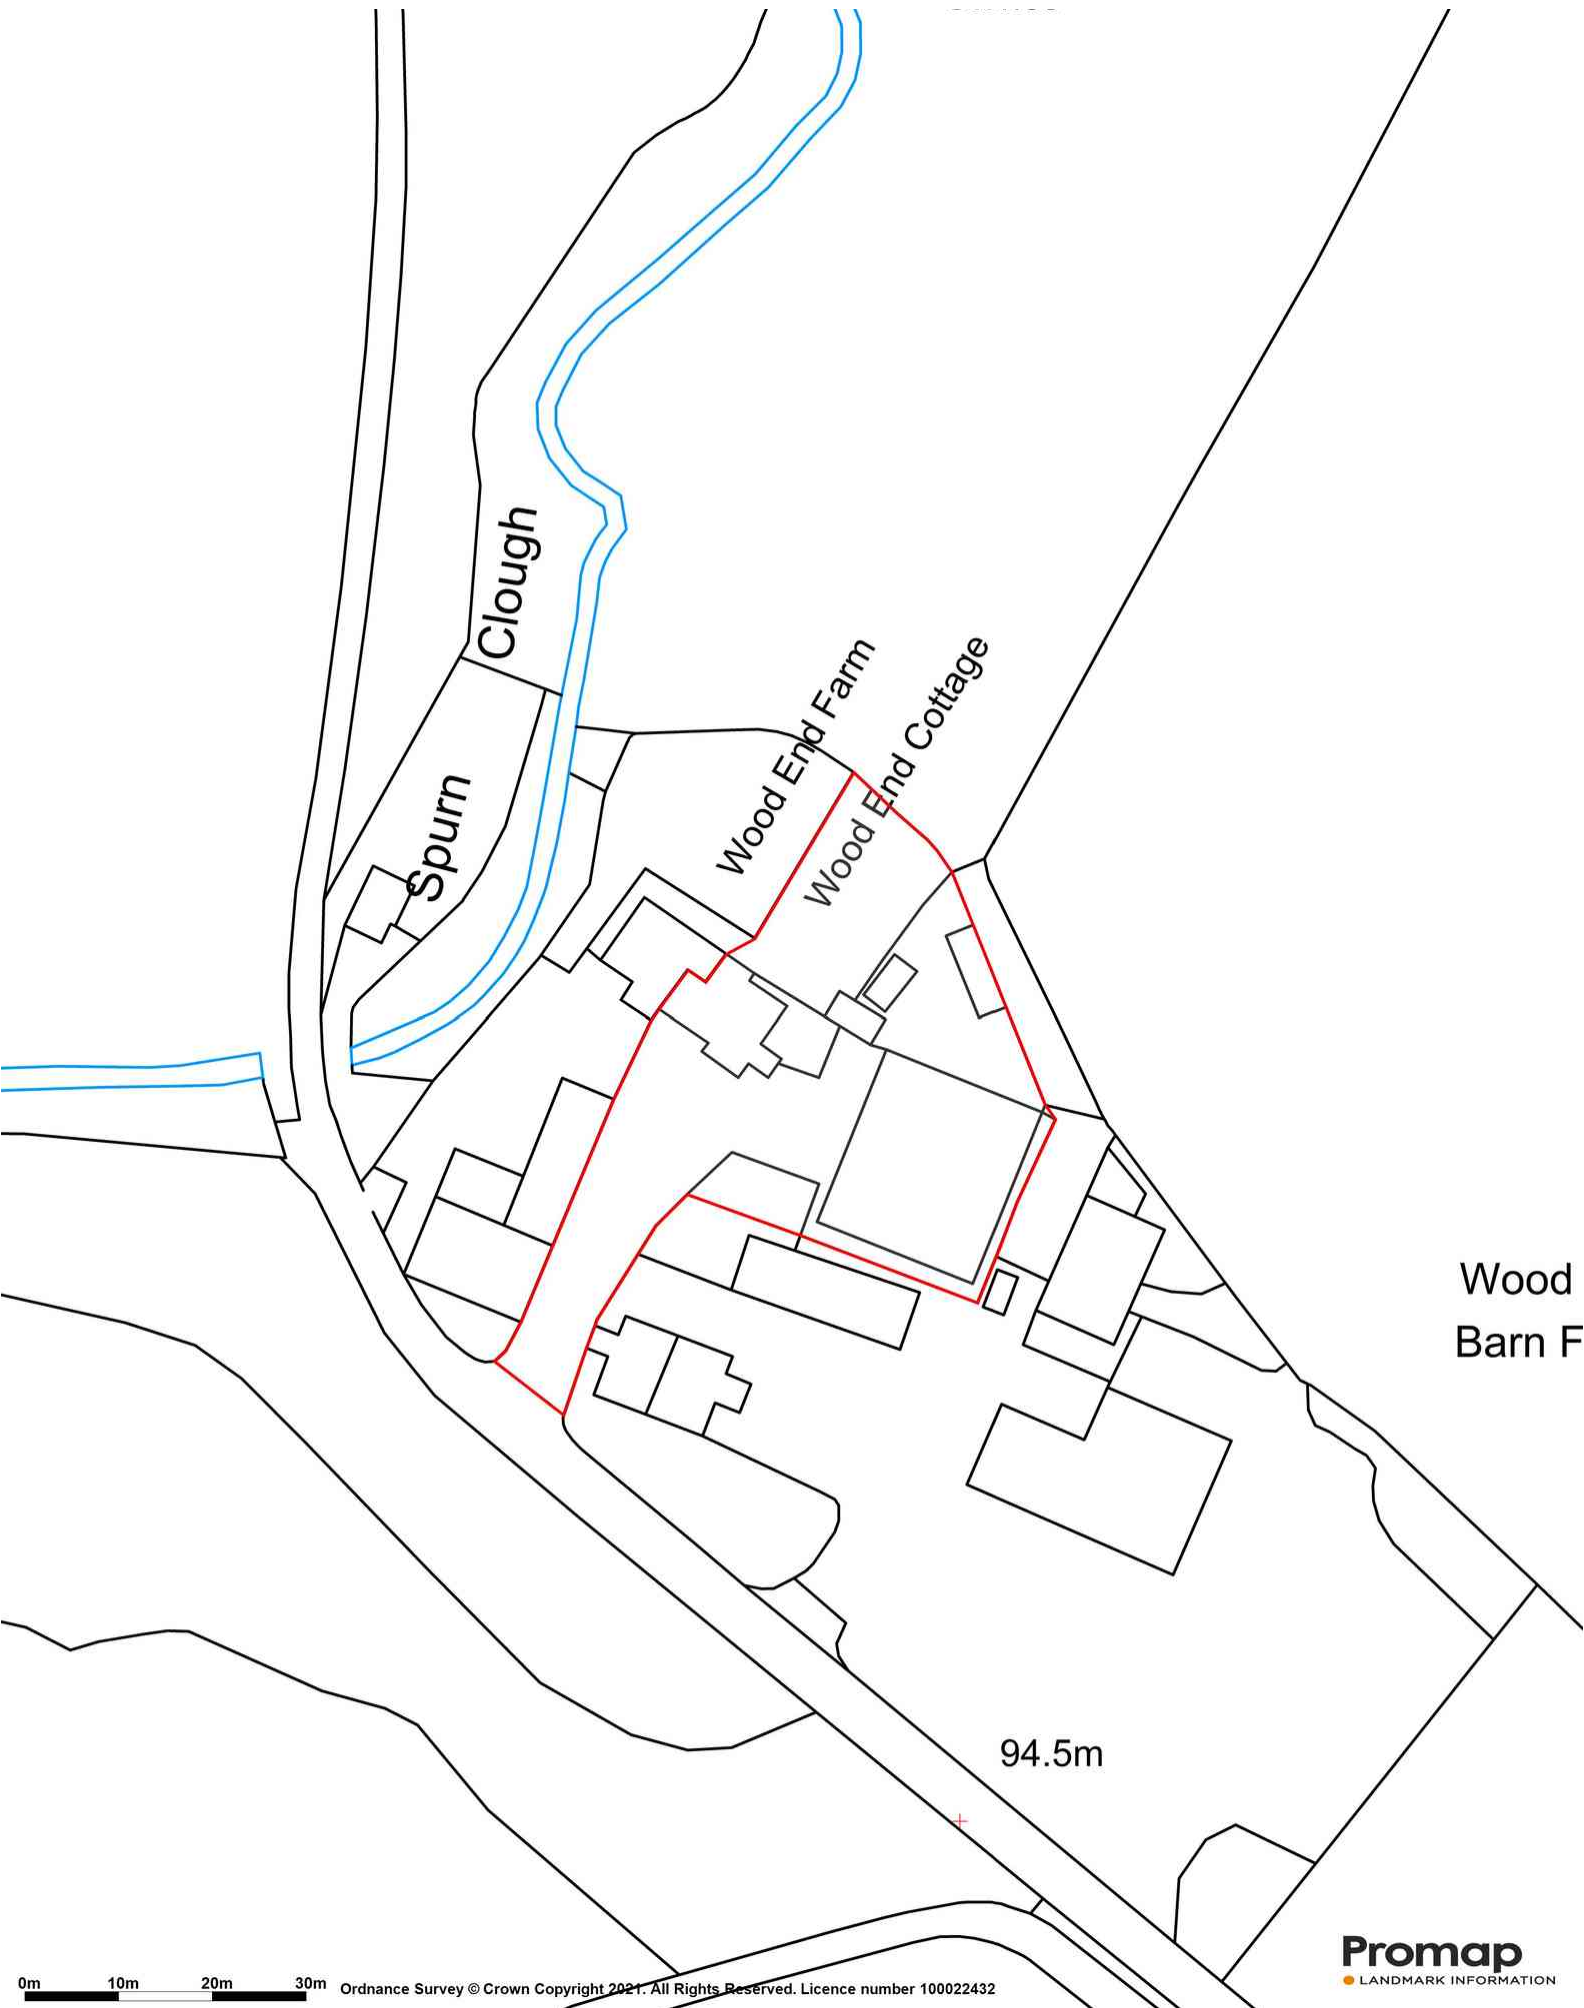 Clough
Spurn
Wood End Farm
Wood End Cottage
Wood
Barn F
94.5m
0m 10m 20m 30m
Ordnance Survey © Crown Copyright 2021. All Rights Reserved. Licence number 100022432
Promap
LANDMARK INFORMATION